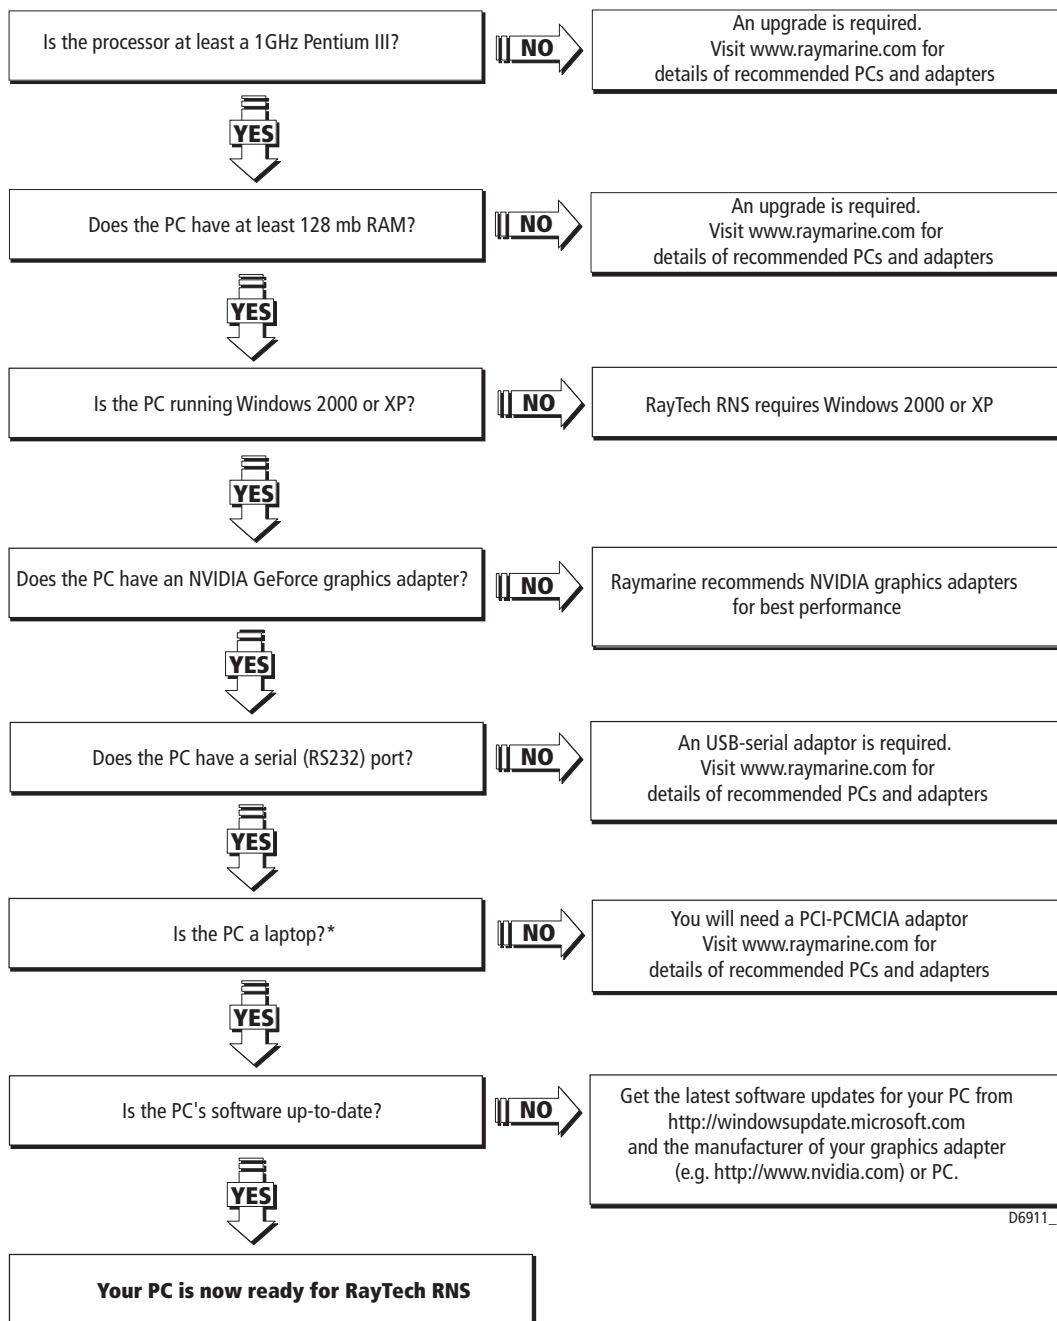 Is the processor at least a 1GHz Pentium III?
NO
An upgrade is required.
Visit www.raymarine.com for
details of recommended PCs and adapters
YES
Does the PC have at least 128 mb RAM?
NO
An upgrade is required.
Visit www.raymarine.com for
details of recommended PCs and adapters
YES
Is the PC running Windows 2000 or XP?
NO
RayTech RNS requires Windows 2000 or XP
YES
Does the PC have an NVIDIA GeForce graphics adapter?
NO
Raymarine recommends NVIDIA graphics adapters
for best performance
YES
Does the PC have a serial (RS232) port?
NO
An USB-serial adaptor is required.
Visit www.raymarine.com for
details of recommended PCs and adapters
YES
Is the PC a laptop?*
NO
You will need a PCI-PCMCIA adaptor
Visit www.raymarine.com for
details of recommended PCs and adapters
YES
Is the PC's software up-to-date?
NO
Get the latest software updates for your PC from
http://windowsupdate.microsoft.com
and the manufacturer of your graphics adapter
(e.g. http://www.nvidia.com) or PC.
YES
D6911_
Your PC is now ready for RayTech RNS